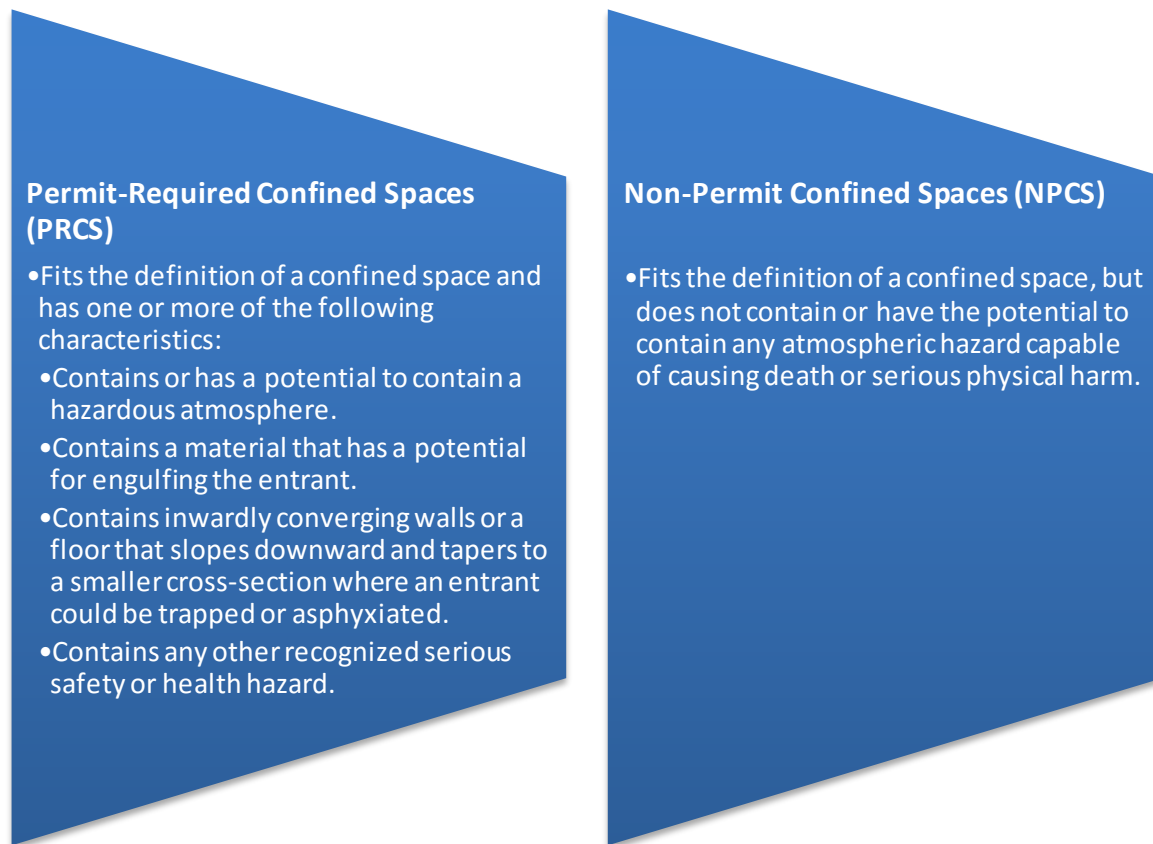 Permit-Required Confined Spaces
(PRCS)
•Fits the definition of a confined space and
has one or more of the following
characteristics:
•Contains or has a potential to contain a
hazardous atmosphere.
•Contains a material that has a potential
for engulfing the entrant.
•Contains inwardly converging walls or a
floor that slopes downward and tapers to
a smaller cross-section where an entrant
could be trapped or asphyxiated.
•Contains any other recognized serious
safety or health hazard.
Non-Permit Confined Spaces (NPCS)
•Fits the definition of a confined space, but
does not contain or have the potential to
contain any atmospheric hazard capable
of causing death or serious physical harm.